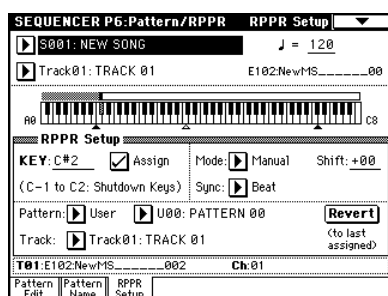 SEQUENCER P6:Pattern/RPPR RPPR Setup
S001: NEW SONG ♩ = 120
Track01: TRACK 01 E102:NewMS______00
A0 C8
RPPR Setup
KEY: C#2 Assign Mode: Manual Shift: +00
(C-1 to C2: Shutdown Keys) Sync: Beat
Pattern: User U00: PATTERN 00 Revert
Track: Track01: TRACK 01 (to last assigned)
T01:E102:NewMS______002 Ch:01
Pattern Edit Pattern Name RPPR Setup